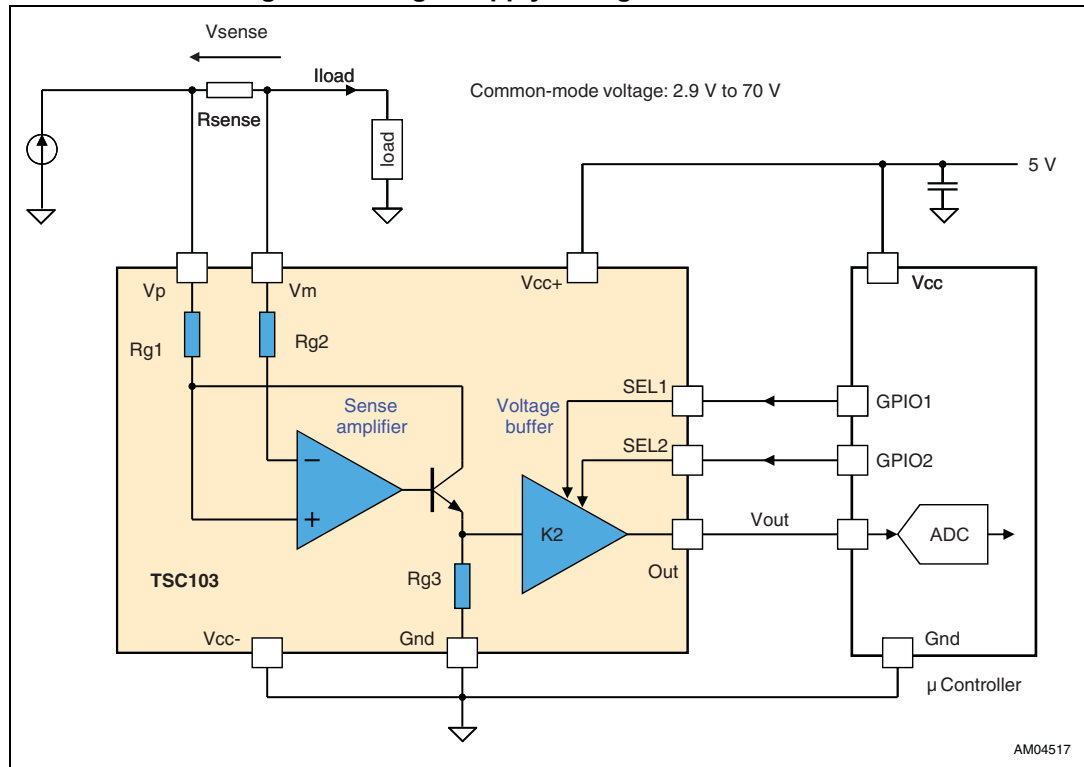 Vsense
Iload
Common-mode voltage: 2.9 V to 70 V
Rsense
load
5 V
Vp
Vm
Vcc+
Vcc
Rg1
Rg2
SEL1
GPIO1
Sense
amplifier
Voltage
buffer
SEL2
GPIO2
−
+
K2
Vout
ADC
TSC103
Rg3
Out
Vcc-
Gnd
Gnd
µ Controller
AM04517